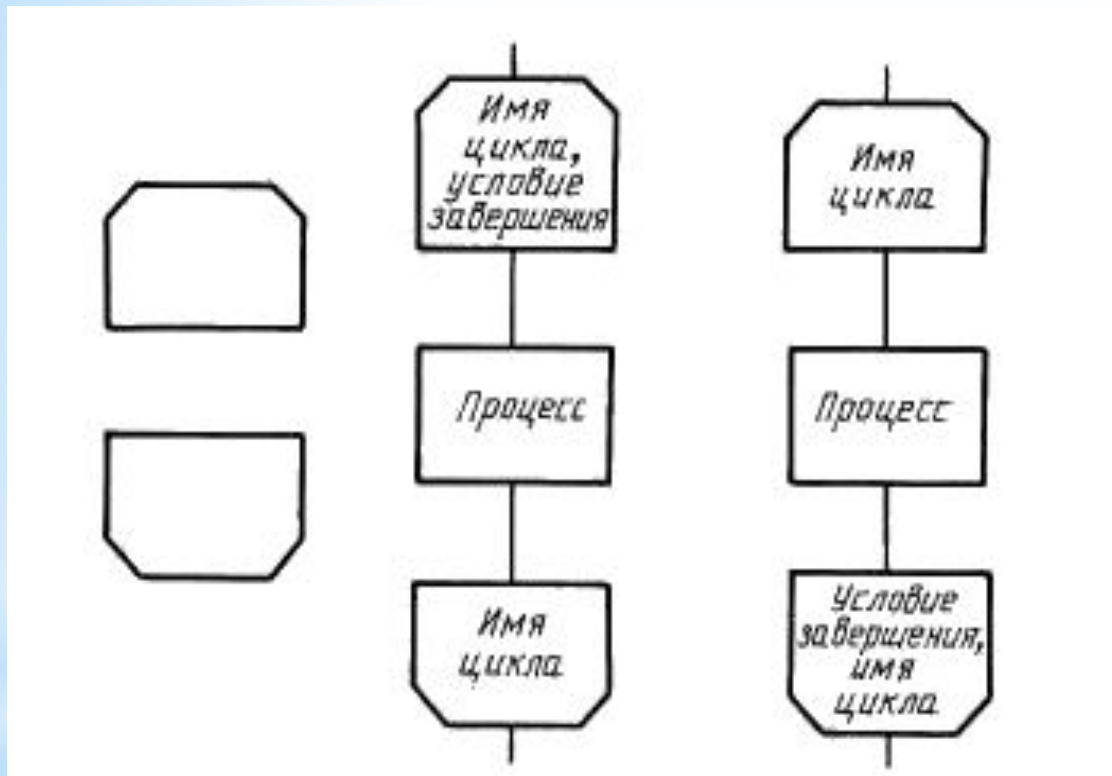 Имя
цикла,
условие
завершения
Процесс
Имя
цикла
Имя
цикла
Процесс
Условие
завершения,
имя
цикла